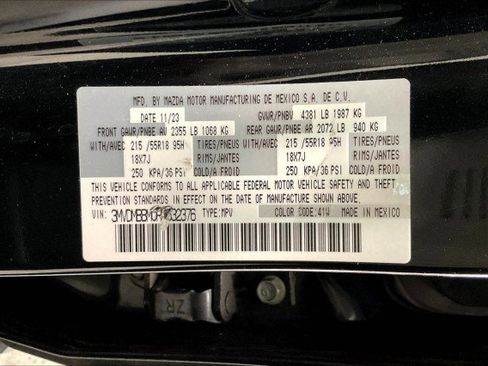 MFD. BY MAZDA MOTOR MANUFACTURING DE MEXICO S.A. DE C.V.
DATE 11/23 GVWR/PNBV 4381 LB 1987 KG
FRONT GAWR/PNBE AV 2355 LB 1068 KG REAR GAWR/PNBE AR 2072 LB 940 KG
WITH/AVEC 215/55R18 95H TIRES/PNEUS WITH/AVEC 215/55R18 95H TIRES/PNEUS
18X7J RIMS/JANTES 18X7J RIMS/JANTES
250 KPA/36 PSI COLD/A FROID 250 KPA/36 PSI COLD/A FROID
THIS VEHICLE CONFORMS TO ALL APPLICABLE FEDERAL MOTOR VEHICLE SAFETY AND THEFT
PREVENTION STANDARDS IN EFFECT ON THE DATE OF MANUFACTURE SHOWN ABOVE.
VIN: TYPE: MPV COLOR CODE: 41W MADE IN MEXICO
ZR